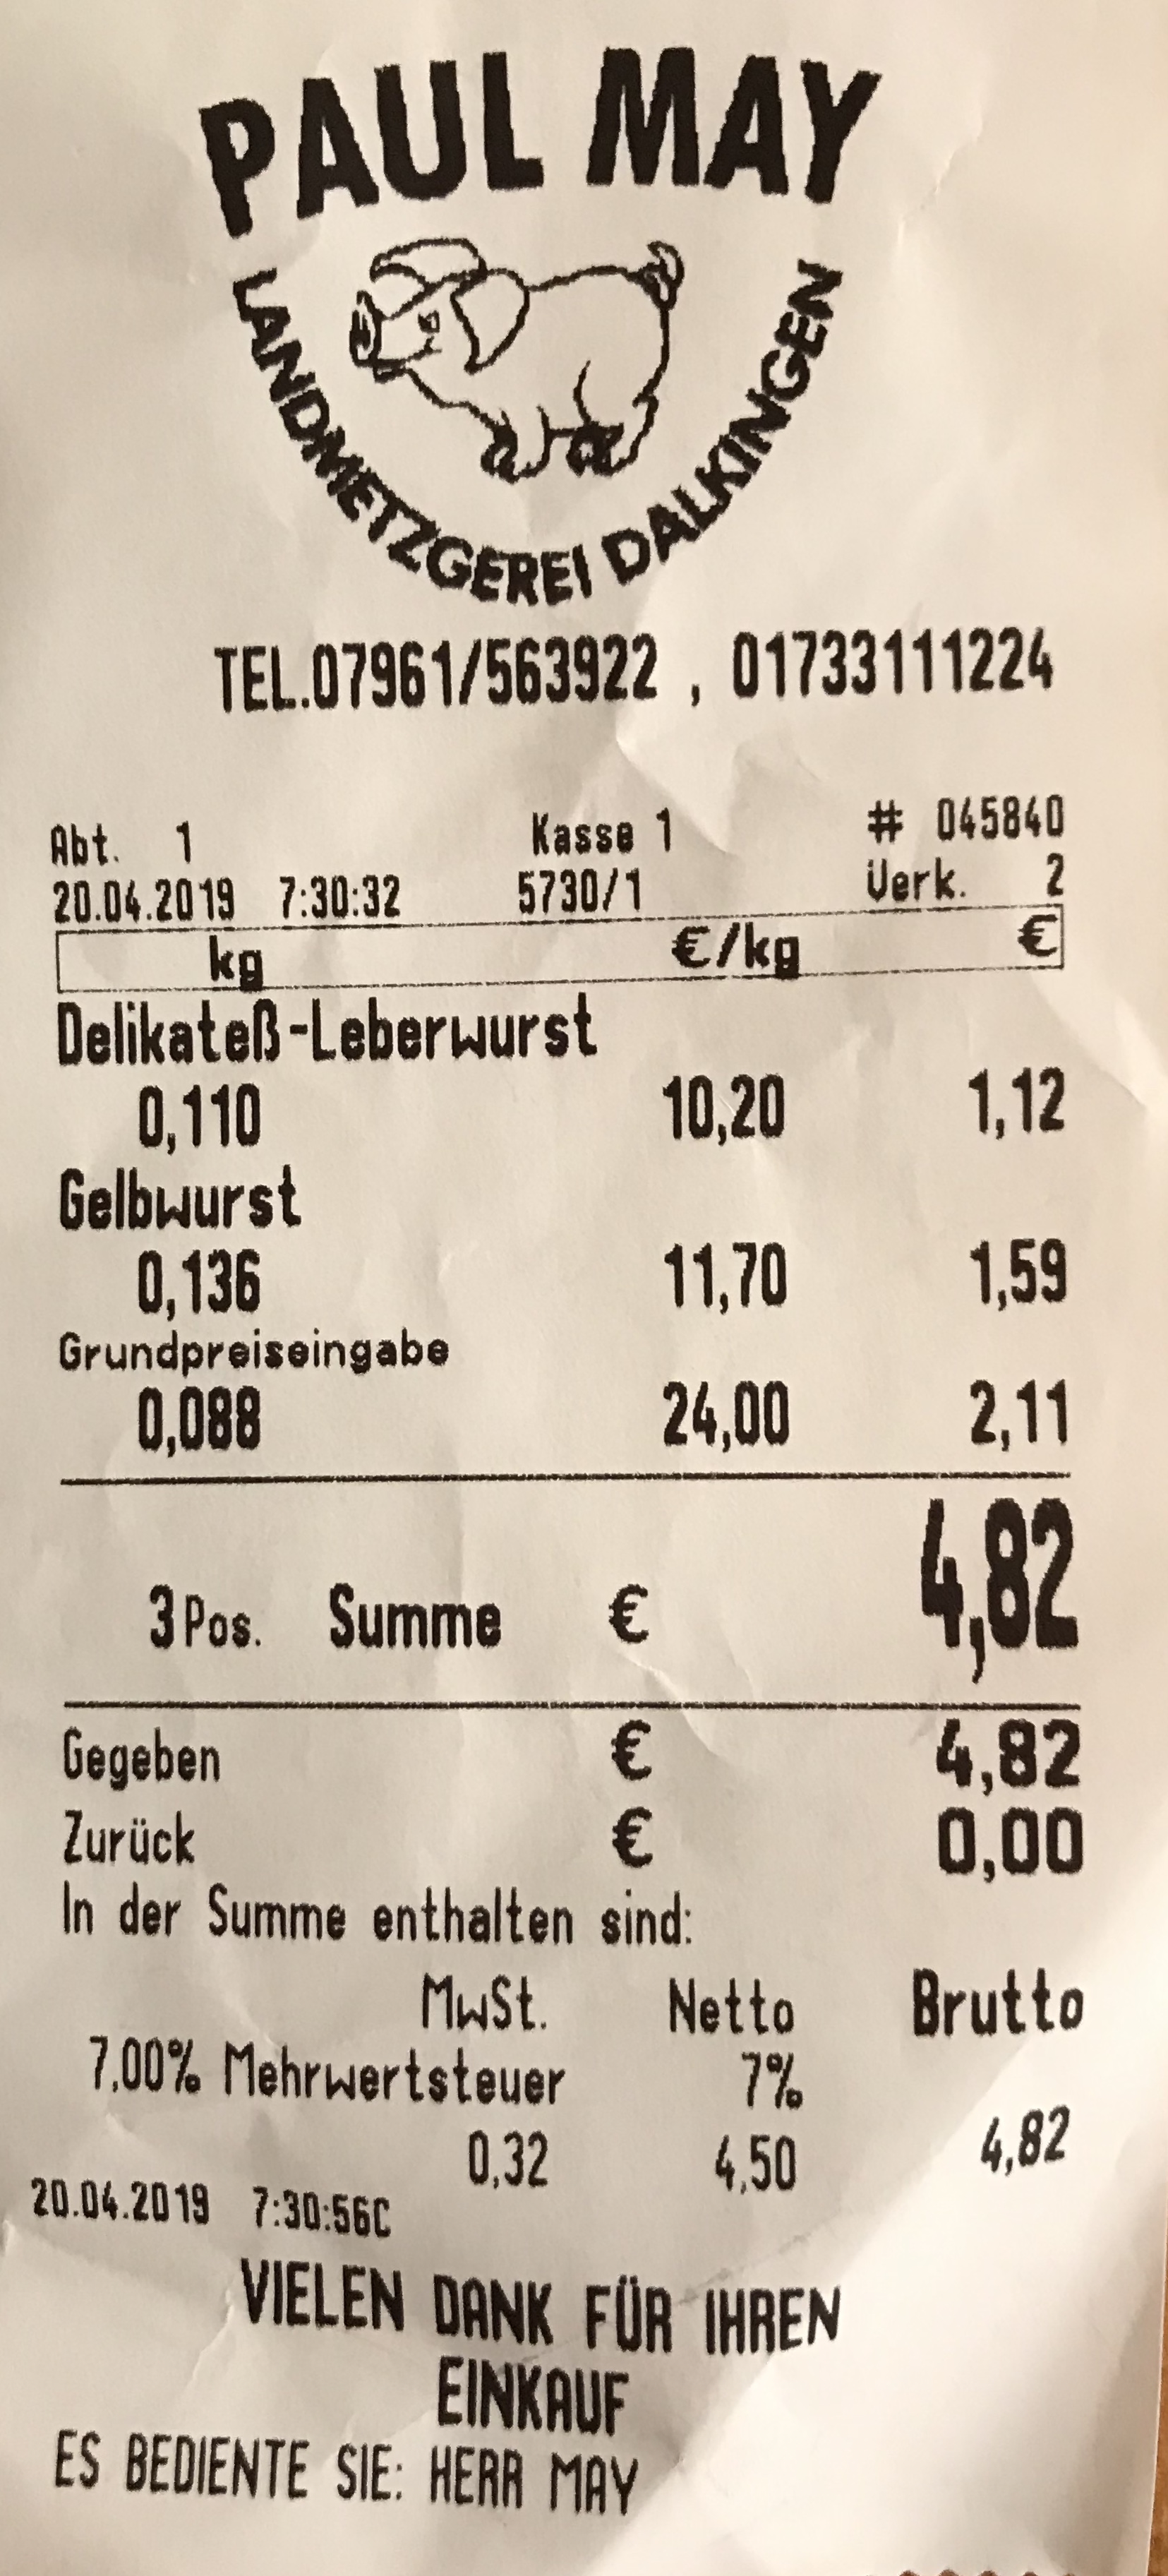 PAUL MAY
LANDMETZGEREI DALKINGEN
TEL.07961/563922 , 01733111224
Abt. 1 Kasse 1 # 045840
20.04.2019 7:30:32 5730/1 Verk. 2
kg €/kg €
Delikateß-Leberwurst
0,110 10,20 1,12
Gelbwurst
0,136 11,70 1,59
Grundpreiseingabe
0,088 24,00 2,11
3 Pos. Summe € 4,82
Gegeben € 4,82
Zurück € 0,00
In der Summe enthalten sind:
MwSt. Netto Brutto
7.00% Mehrwertsteuer 7%
0,32 4,50 4,82
20.04.2019 7:30:56C
VIELEN DANK FÜR IHREN
EINKAUF
ES BEDIENTE SIE: HERR MAY